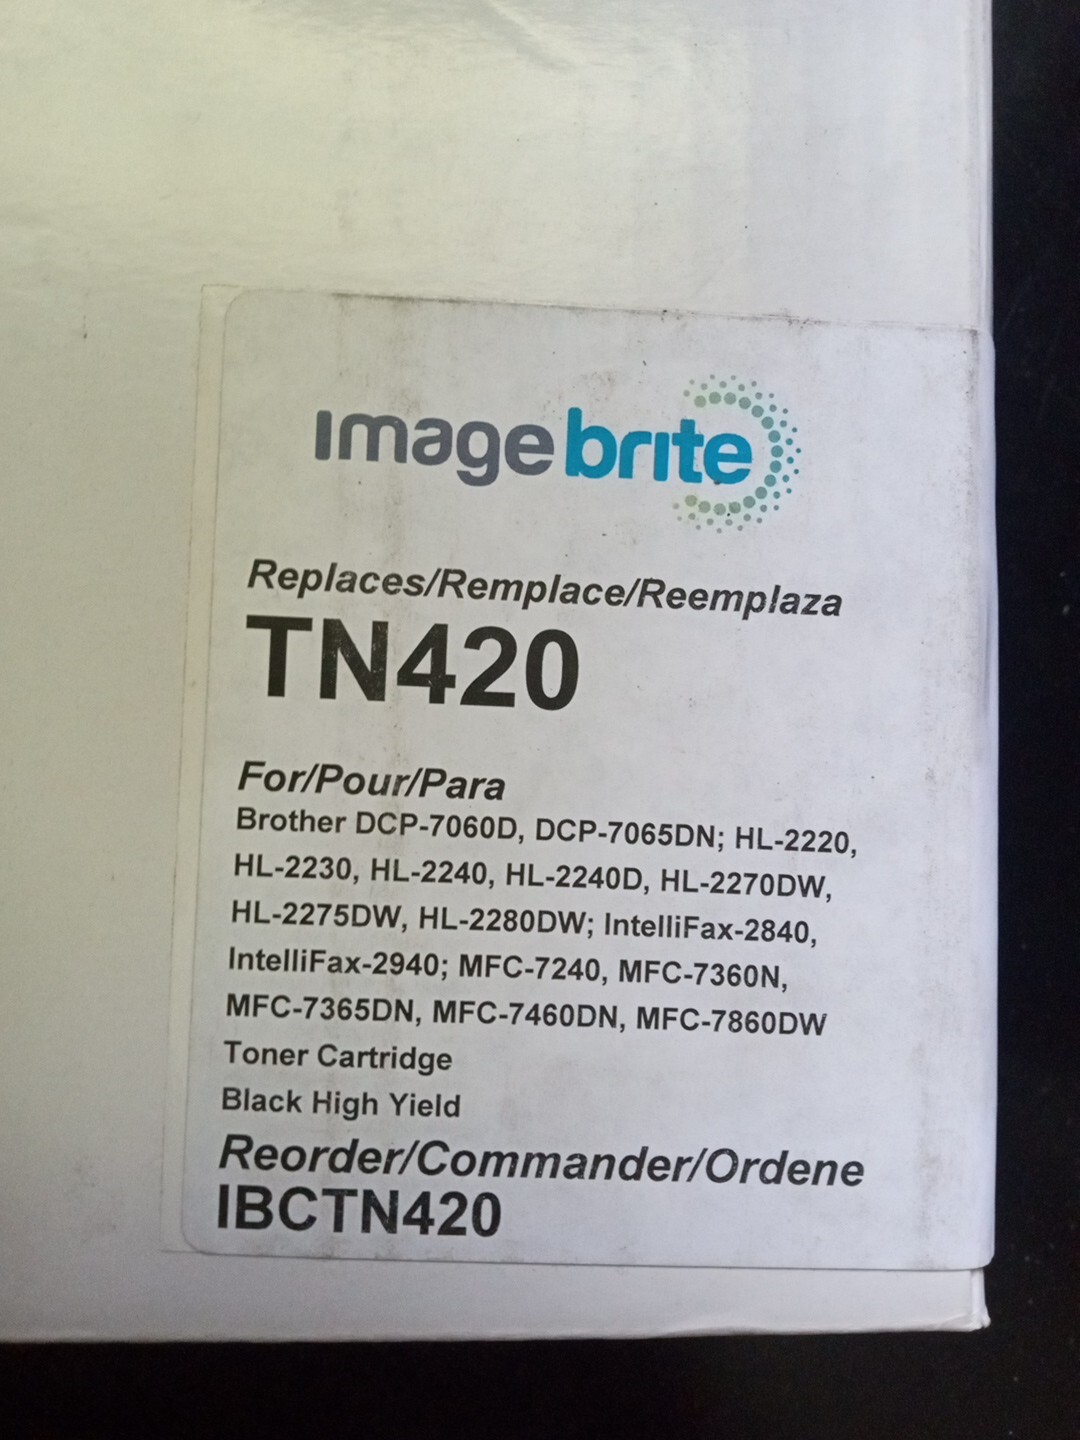 imagebrite
Replaces/Remplace/Reemplaza
TN420
For/Pour/Para
Brother DCP-7060D, DCP-7065DN; HL-2220,
HL-2230, HL-2240, HL-2240D, HL-2270DW,
HL-2275DW, HL-2280DW; IntelliFax-2840,
IntelliFax-2940; MFC-7240, MFC-7360N,
MFC-7365DN, MFC-7460DN, MFC-7860DW
Toner Cartridge
Black High Yield
Reorder/Commander/Ordene
IBCTN420